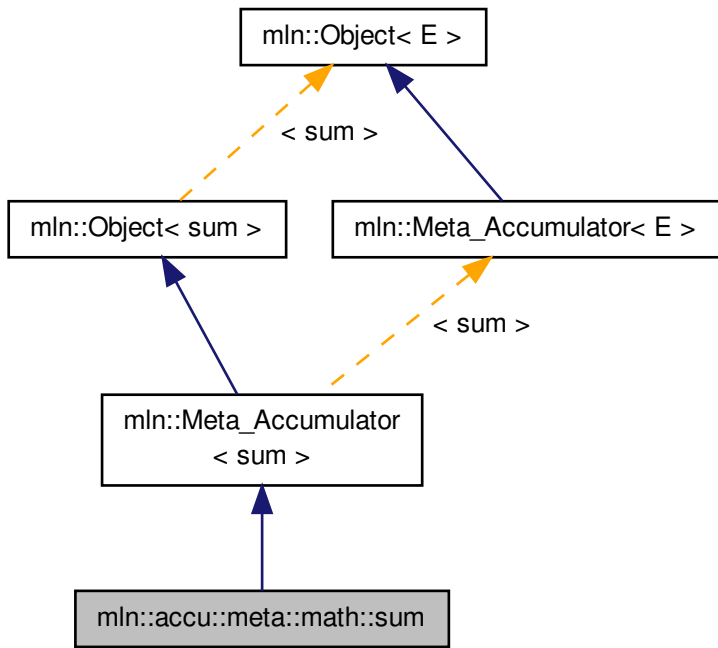 mln::Object< E >
< sum >
mln::Object< sum >
mln::Meta_Accumulator< E >
< sum >
mln::Meta_Accumulator
< sum >
mln::accu::meta::math::sum